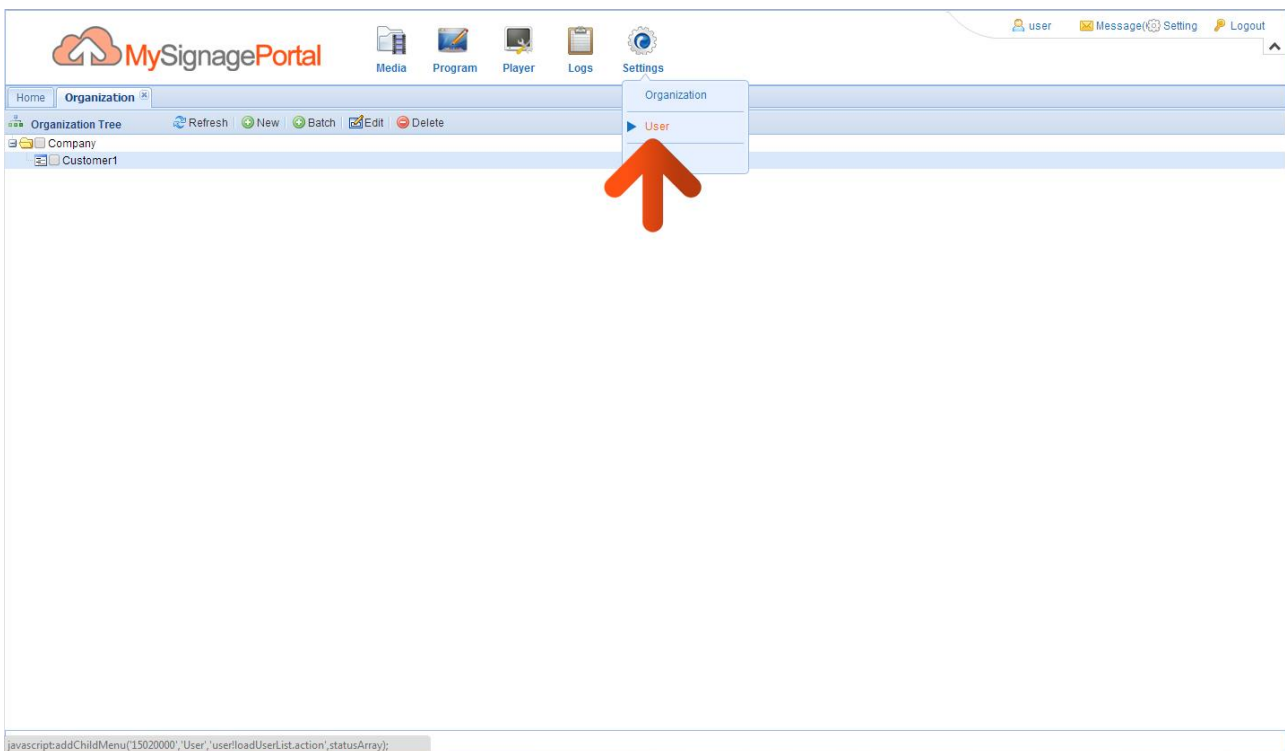 user Message( Setting Logout
MySignagePortal
Media Program Player Logs Settings
Home Organization
Organization
Organization Tree Refresh New Batch Edit Delete
User
Company
Customer1
javascript:addChildMenu('15020000','User','user!loadUserList.action',statusArray);